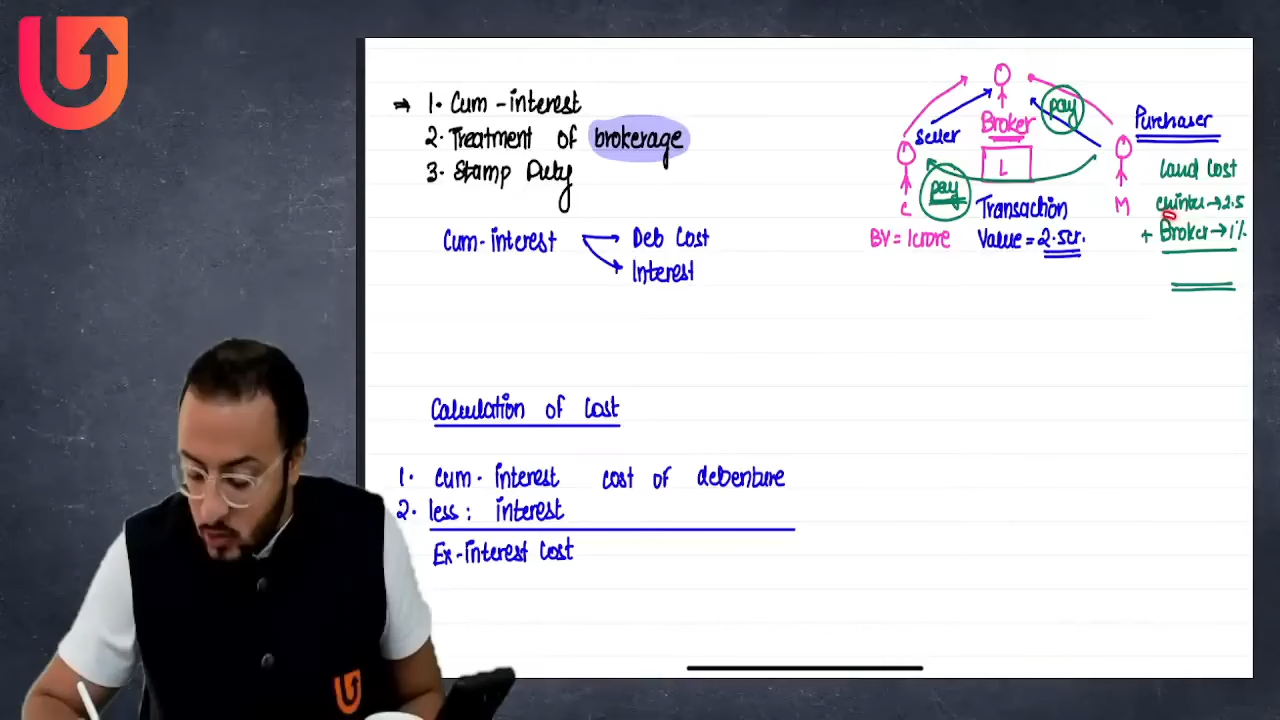 → 1. Cum-interest
2. Treatment of brokerage
3. Stamp Duty
Cum-interest → Deb Cost
→ Interest
Calculation of Cost
1. cum-interest cost of debenture
2. less: interest
Ex-interest Cost
Broker
pay
Purchaser
Seller
L
pay
C
M
Transaction
Value = 2.5cr.
BV = 1crore
Land Cost
→ 2.5
+ Broker → 1%